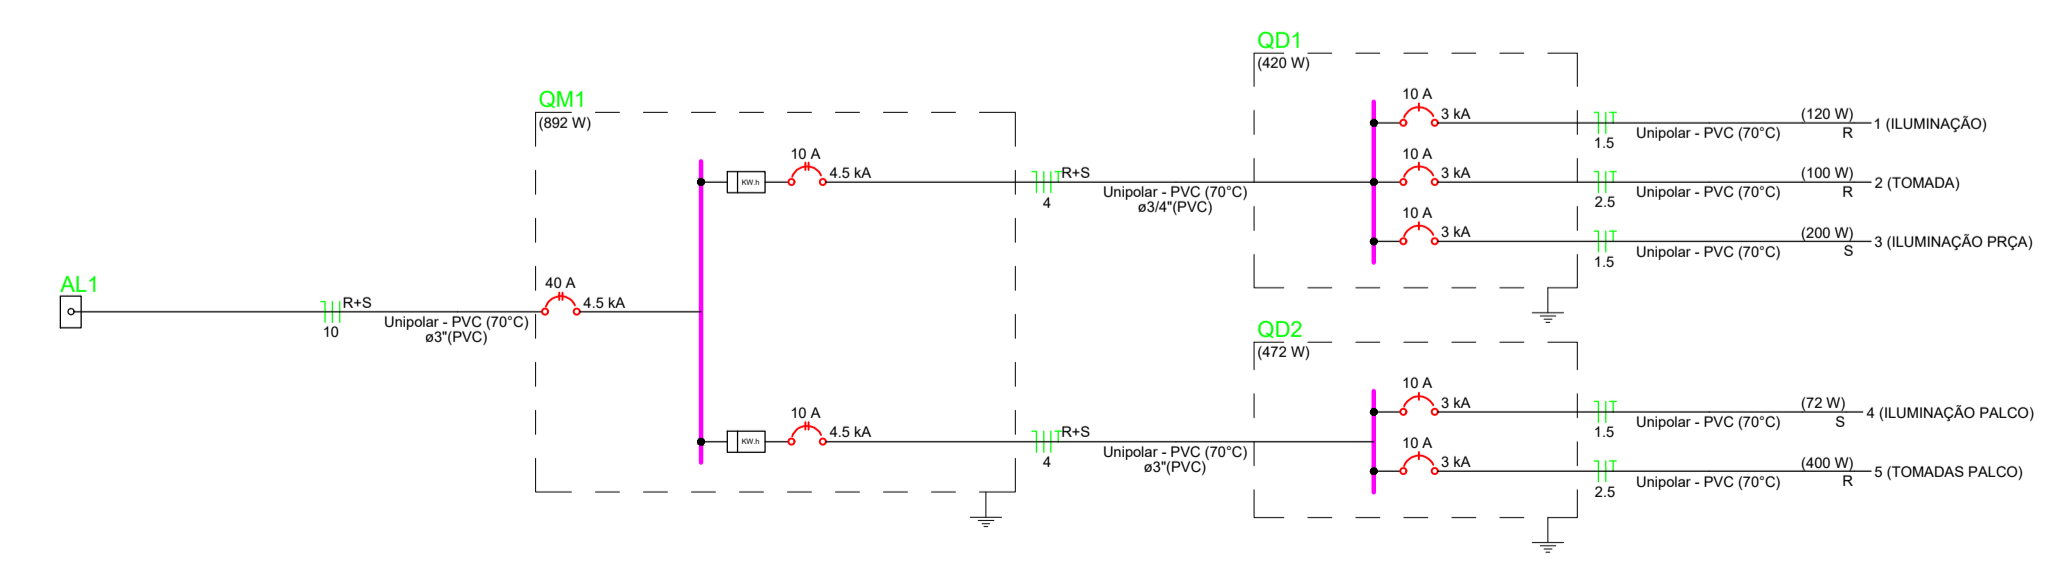 AL1
10
R+S
Unipolar - PVC (70°C)
ø3"(PVC)
QM1
(892 W)
40 A
4.5 kA
KW.h
10 A
4.5 kA
R+S
4
Unipolar - PVC (70°C)
ø3/4"(PVC)
KW.h
10 A
4.5 kA
R+S
4
Unipolar - PVC (70°C)
ø3"(PVC)
QD1
(420 W)
10 A
3 kA
1.5
Unipolar - PVC (70°C)
(120 W)
R
1 (ILUMINAÇÃO)
10 A
3 kA
2.5
Unipolar - PVC (70°C)
(100 W)
R
2 (TOMADA)
10 A
3 kA
1.5
Unipolar - PVC (70°C)
(200 W)
S
3 (ILUMINAÇÃO PRÇA)
QD2
(472 W)
10 A
3 kA
1.5
Unipolar - PVC (70°C)
(72 W)
S
4 (ILUMINAÇÃO PALCO)
10 A
3 kA
2.5
Unipolar - PVC (70°C)
(400 W)
R
5 (TOMADAS PALCO)